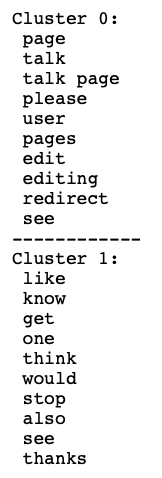 Cluster 0:
page
talk
talk page
please
user
pages
edit
editing
redirect
see
------------
Cluster 1:
like
know
get
one
think
would
stop
also
see
thanks